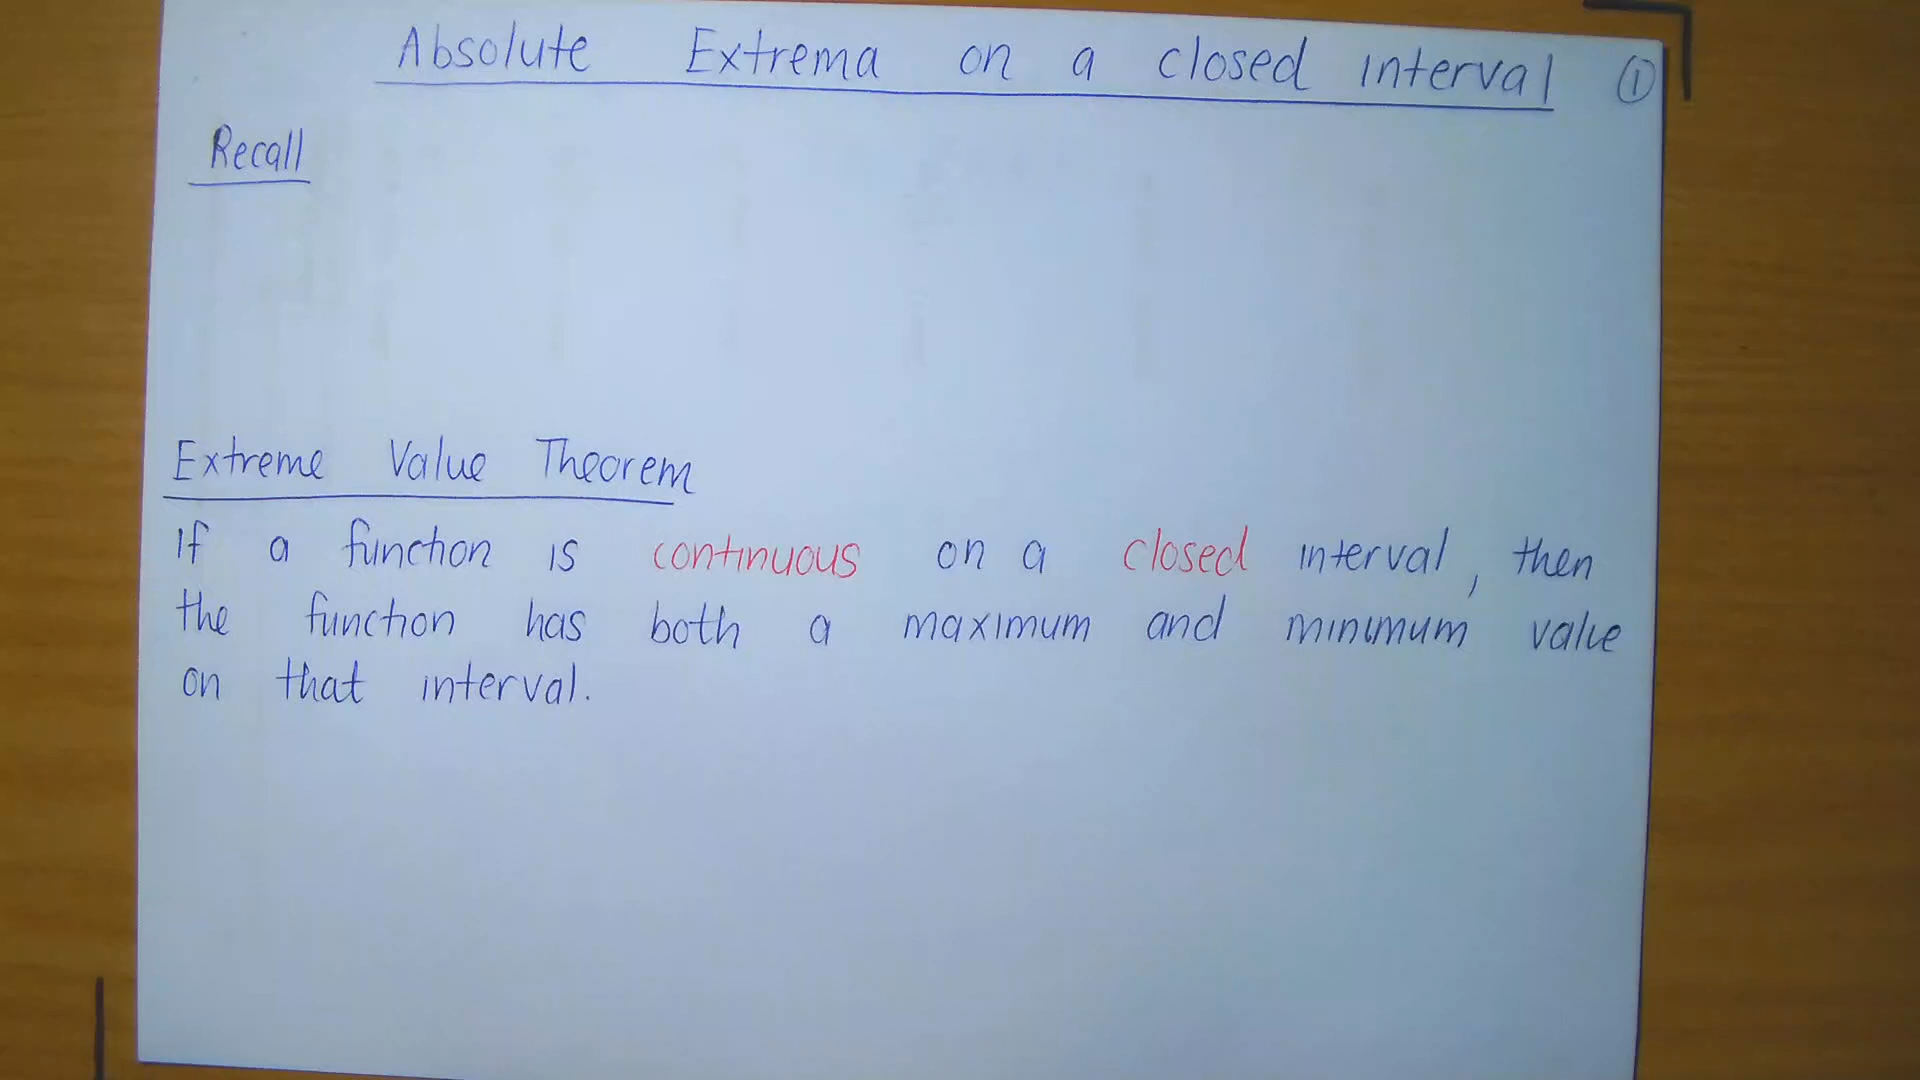 Absolute Extrema on a closed interval ①
Recall
Extreme Value Theorem
If a function is continuous on a closed interval, then
the function has both a maximum and minimum value
on that interval.